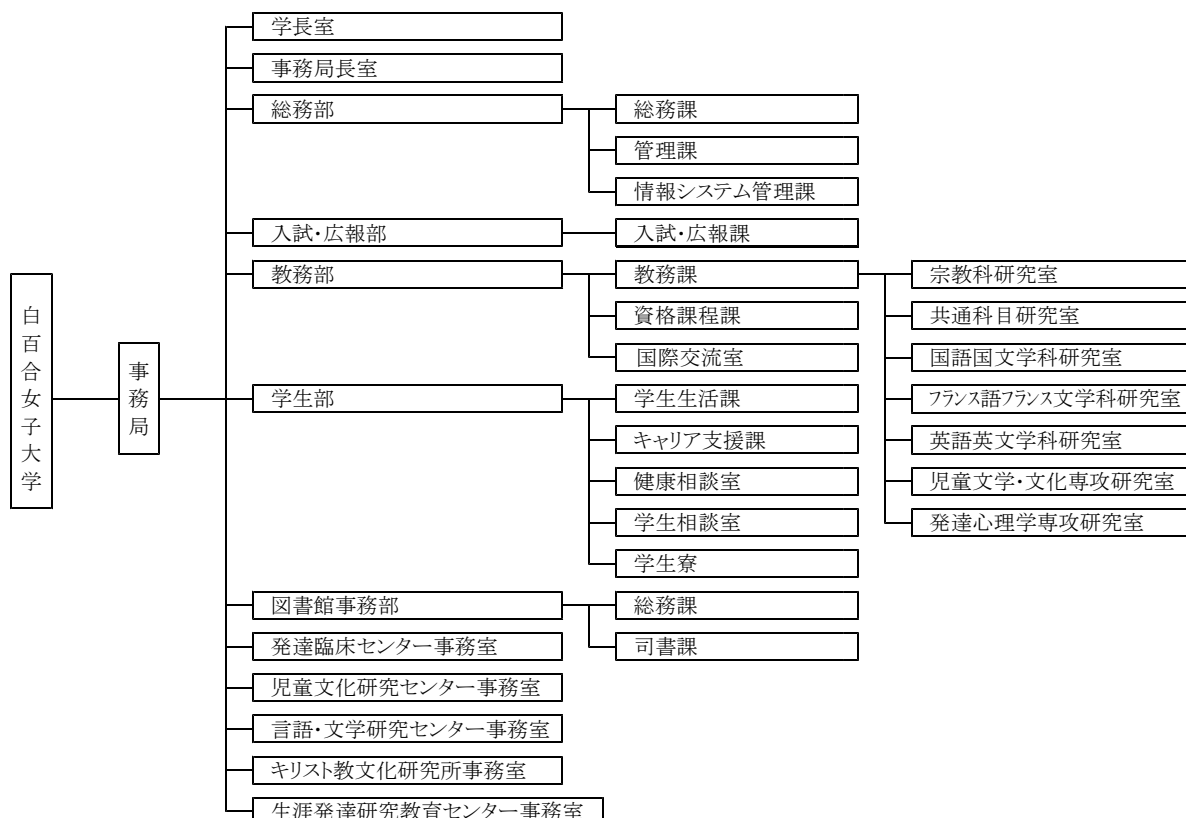 学長室
事務局長室
総務部
総務課
管理課
情報システム管理課
入試・広報部
入試・広報課
教務部
教務課
宗教科研究室
共通科目研究室
国語国文学科研究室
フランス語フランス文学科研究室
英語英文学科研究室
児童文学・文化専攻研究室
発達心理学専攻研究室
資格課程課
国際交流室
白百合女子大学
事務局
学生部
学生生活課
キャリア支援課
健康相談室
学生相談室
学生寮
図書館事務部
総務課
司書課
発達臨床センター事務室
児童文化研究センター事務室
言語・文学研究センター事務室
キリスト教文化研究所事務室
生涯発達研究教育センター事務室